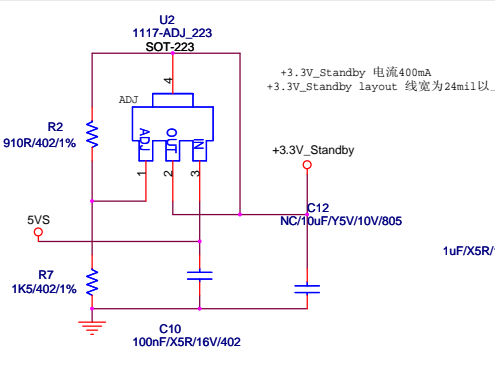 U2
1117-ADJ_223
SOT-223
4
ADJ
+3.3V_Standby 电流400mA
+3.3V_Standby layout 线宽为24mil以
R2
910R/402/1%
ADJ
OUT
IN
1
2
3
+3.3V_Standby
5VS
C12
NC/10uF/Y5V/10V/805
1uF/X5R/
R7
1K5/402/1%
C10
100nF/X5R/16V/402